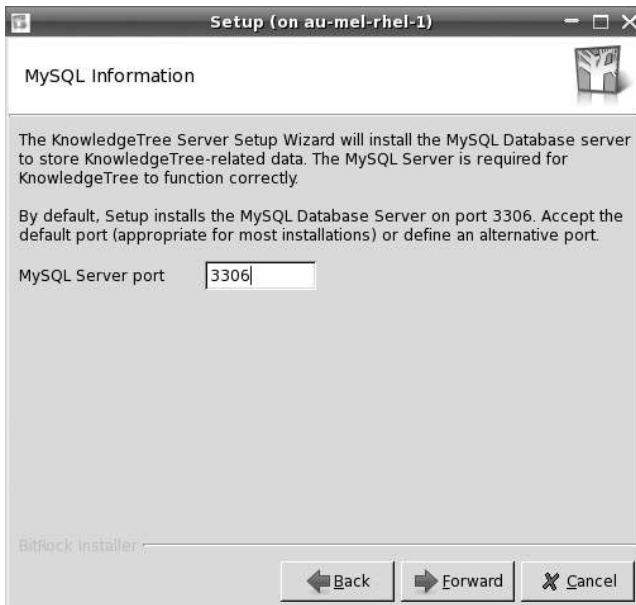 Setup (on au-mel-rhel-1)
MySQL Information
The KnowledgeTree Server Setup Wizard will install the MySQL Database server
to store KnowledgeTree-related data. The MySQL Server is required for
KnowledgeTree to function correctly.
By default, Setup installs the MySQL Database Server on port 3306. Accept the
default port (appropriate for most installations) or define an alternative port.
MySQL Server port 3306
BitRock Installer
Back Forward Cancel